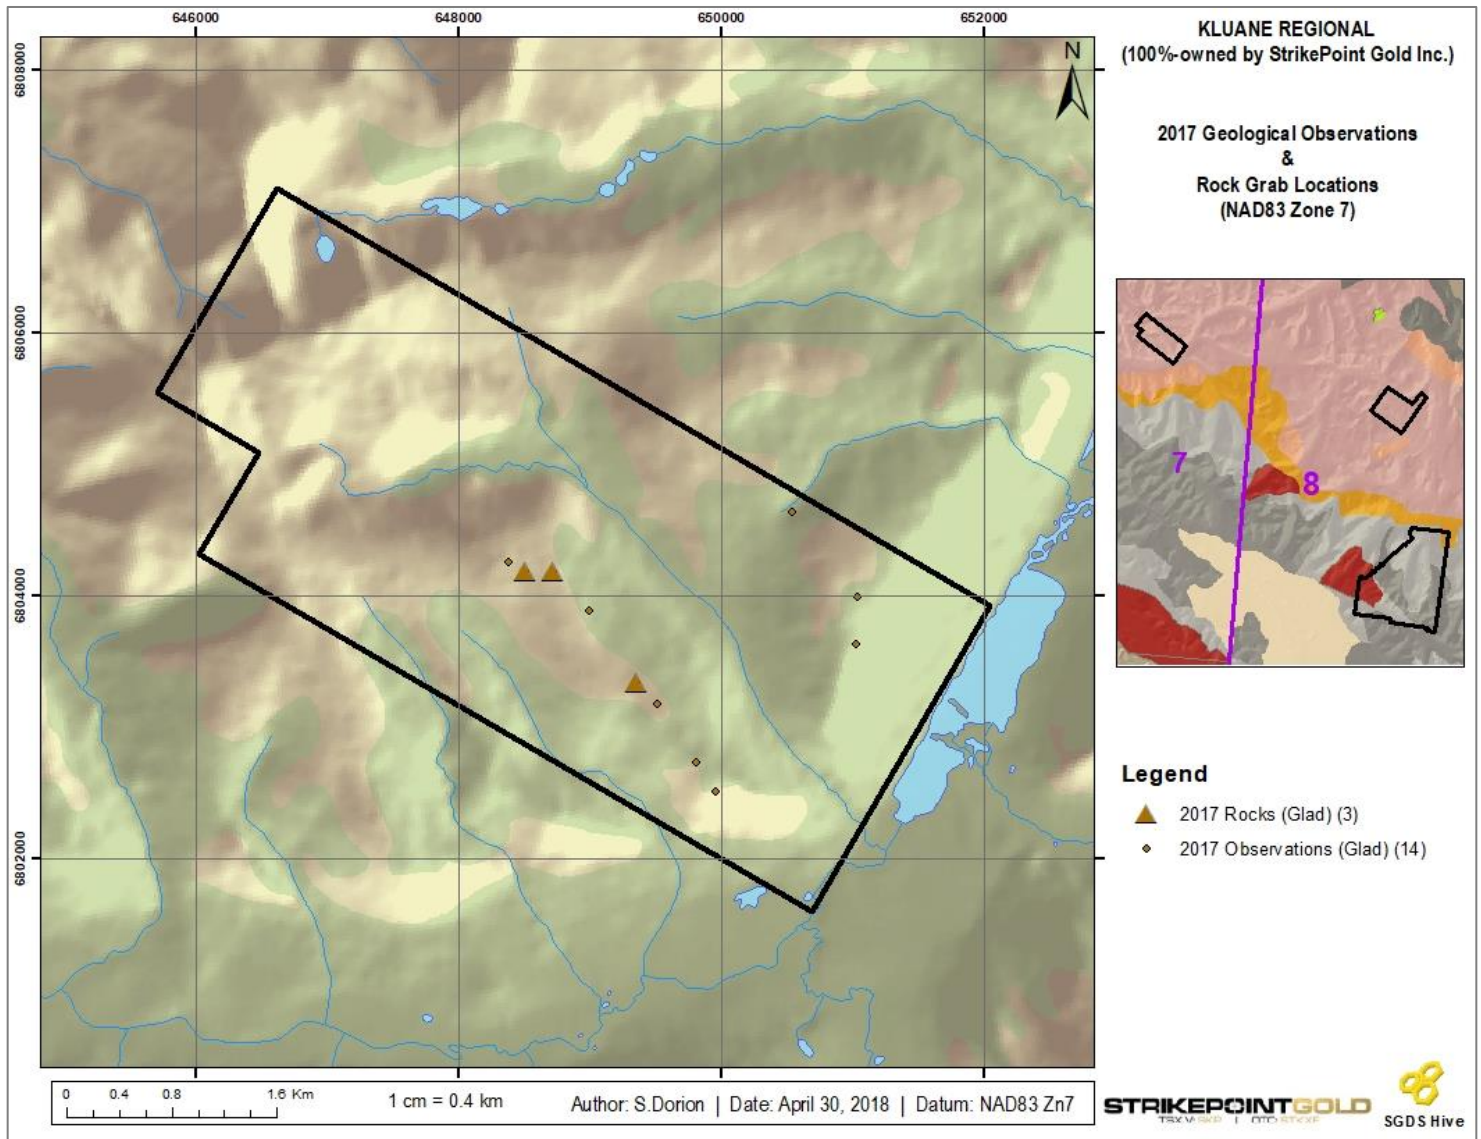 646000
648000
650000
652000
6808000
6806000
6804000
6802000
N
KLUANE REGIONAL
(100%-owned by StrikePoint Gold Inc.)
2017 Geological Observations
&
Rock Grab Locations
(NAD83 Zone 7)
7
8
Legend
2017 Rocks (Glad) (3)
2017 Observations (Glad) (14)
0 0.4 0.8 1.6 Km
1 cm = 0.4 km
Author: S.Dorion | Date: April 30, 2018 | Datum: NAD83 Zn7
STRIKEPOINTGOLD
SGDS Hive